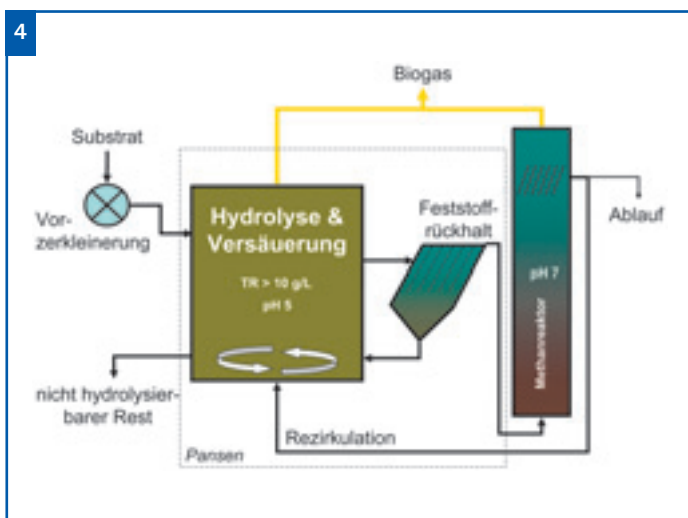 4
Biogas
Substrat
Vor-
zerkleinerung
Hydrolyse &
Versäuerung
TR > 10 g/L
pH 5
Feststoff-
rückhalt
pH 7
Methanreaktor
Ablauf
nicht hydrolysier-
barer Rest
Rezirkulation
Pansen